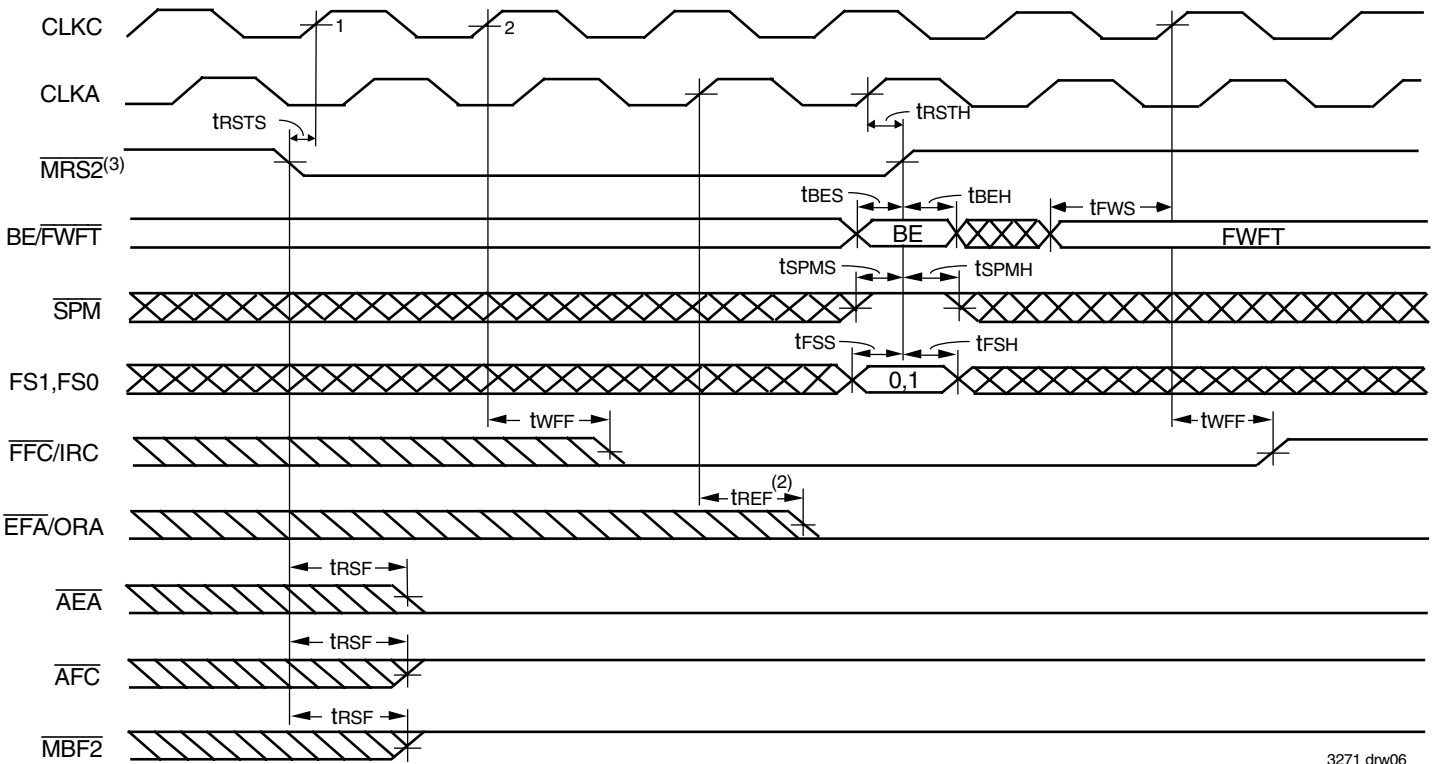 CLKC 1 2
CLKA
tRSTS tRSTH
MRS2(3)
tBES tBEH tFWS
BE/FWFT BE FWFT
tSPMS tSPMH
SPM
tFSS tFSH
FS1,FS0 0,1
tWFF tWFF
FFC/IRC
tREF(2)
EFA/ORA
tRSF
AEA
tRSF
AFC
tRSF
MBF2
3271 drw06